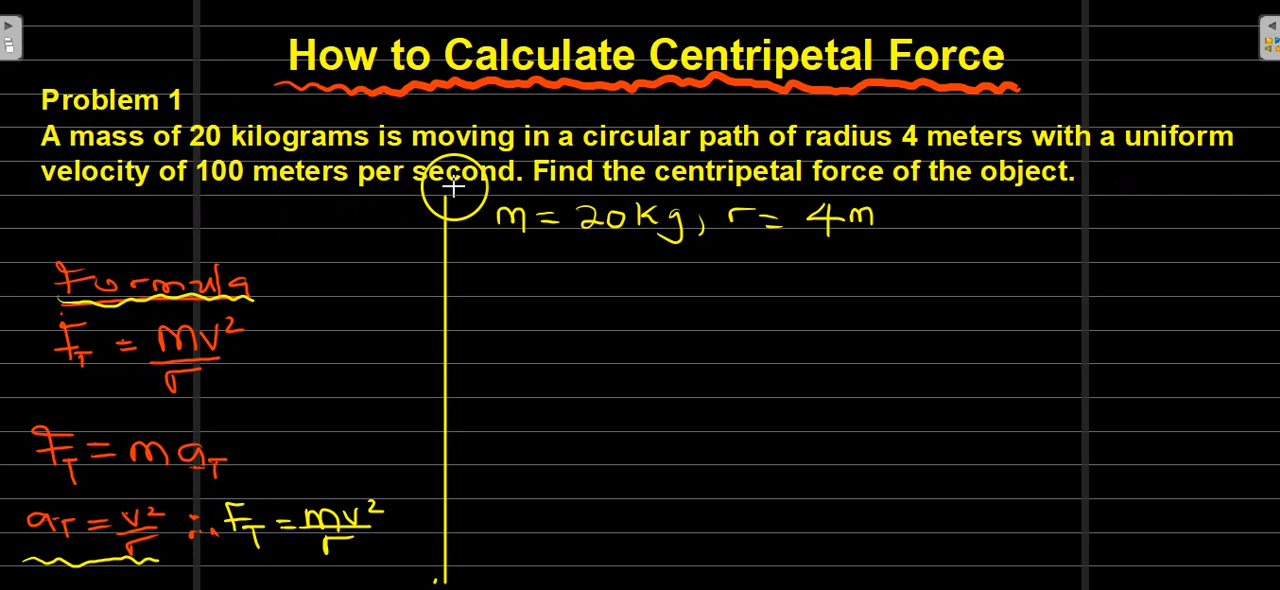 How to Calculate Centripetal Force
Problem 1
A mass of 20 kilograms is moving in a circular path of radius 4 meters with a uniform
velocity of 100 meters per second. Find the centripetal force of the object.
m = 20kg, r = 4m
Formula
F_T = mv²/r
F_T = m a_T
a_T = v²/r ∴ F_T = mv²/r